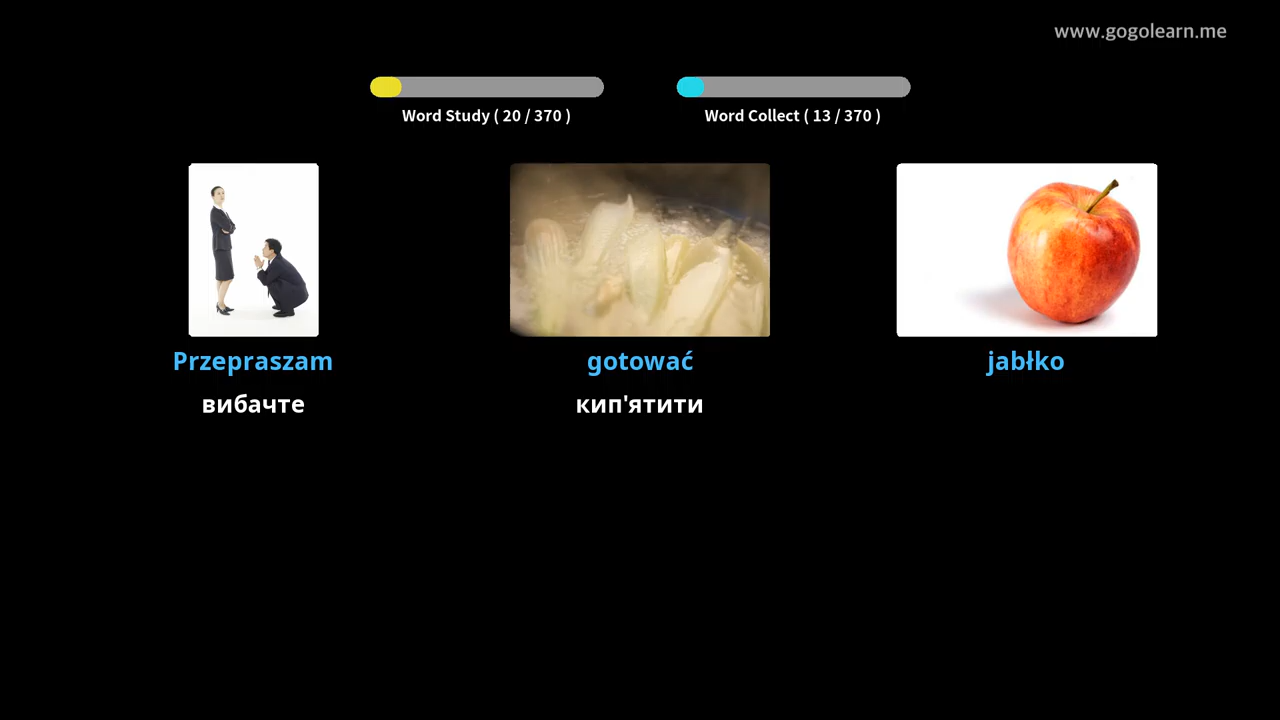 www.gogolearn.me
Word Study ( 20 / 370 )
Word Collect ( 13 / 370 )
Przepraszam
gotować
jabłko
вибачте
кип'ятити